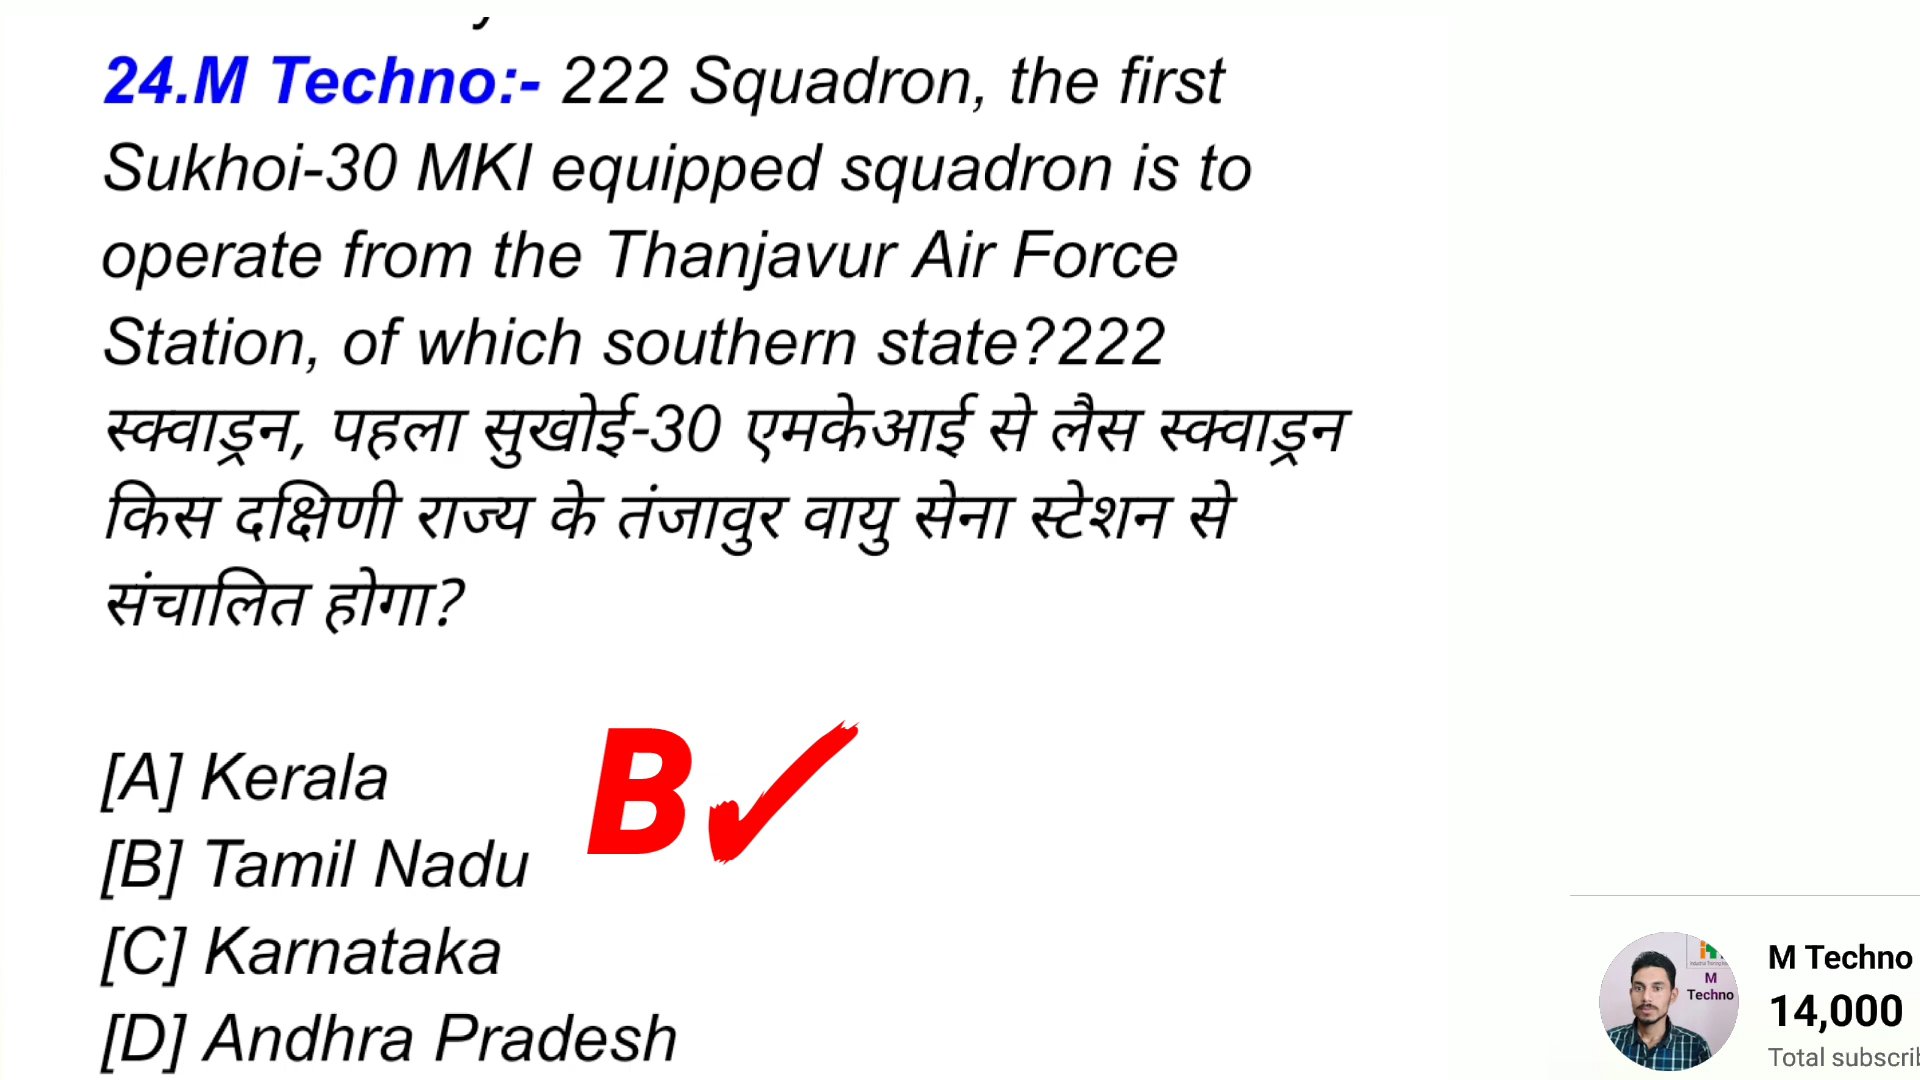 24.M Techno:- 222 Squadron, the first
Sukhoi-30 MKI equipped squadron is to
operate from the Thanjavur Air Force
Station, of which southern state?222
स्क्वाड्रन, पहला सुखोई-30 एमकेआई से लैस स्क्वाड्रन
किस दक्षिणी राज्य के तंजावुर वायु सेना स्टेशन से
संचालित होगा?
[A] Kerala
[B] Tamil Nadu
B✓
[C] Karnataka
[D] Andhra Pradesh
M
Techno
M Techno
14,000
Total subscrib